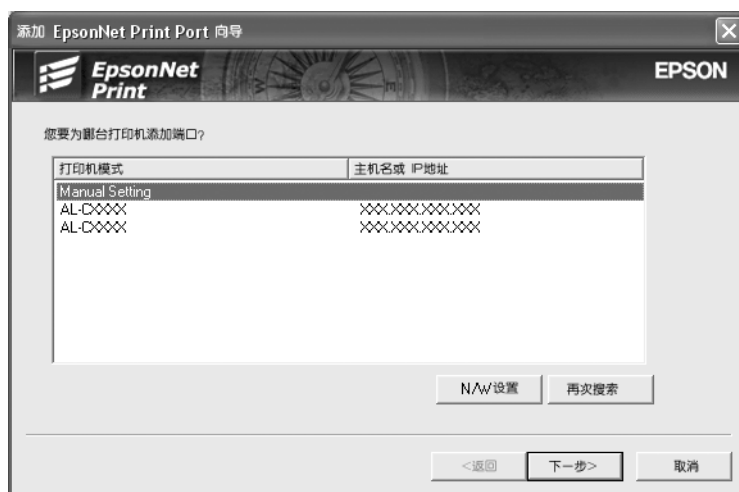 添加 EpsonNet Print Port 向导
EpsonNet
Print
EPSON
您要为哪台打印机添加端口?
打印机模式 主机名或 IP地址
Manual Setting
AL-CXXXX XXX.XXX.XXX.XXX
AL-CXXXX XXX.XXX.XXX.XXX
N/W 设置 再次搜索
<返回 下一步> 取消